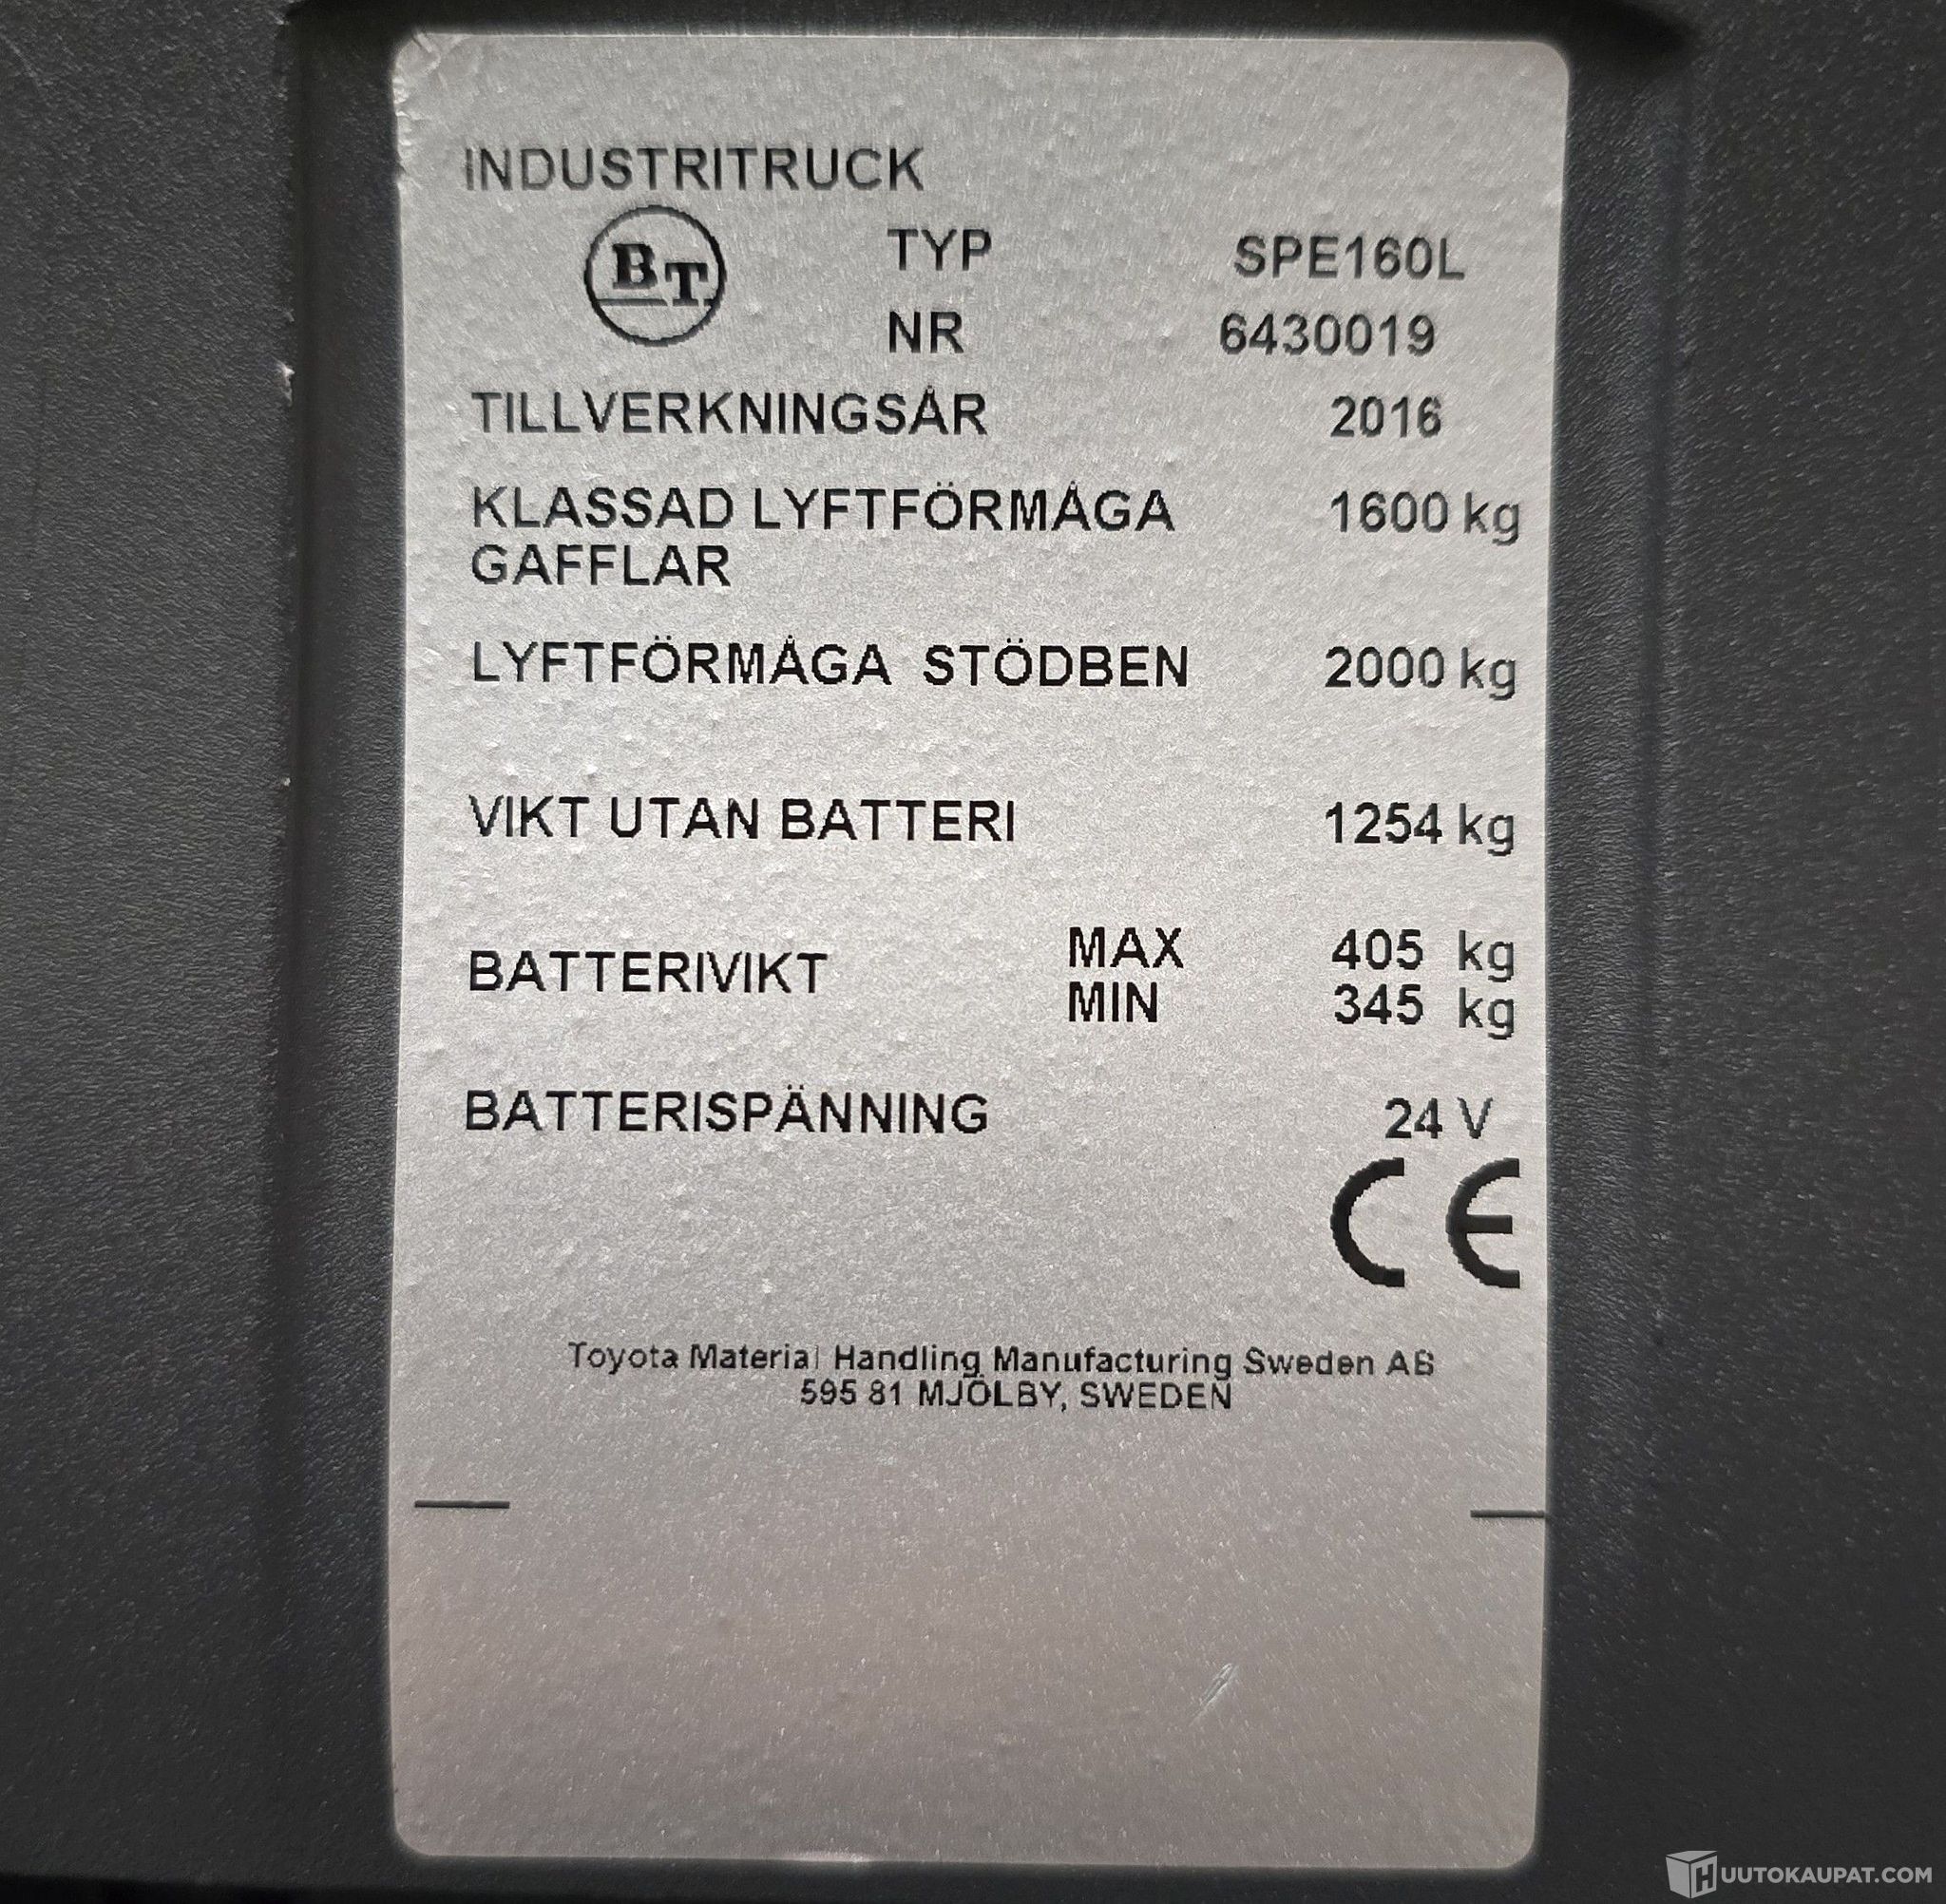 INDUSTRITRUCK
BT TYP SPE160L
NR 6430019
TILLVERKNINGSÅR 2016
KLASSAD LYFTFÖRMÅGA 1600 kg
GAFFLAR
LYFTFÖRMÅGA STÖDBEN 2000 kg
VIKT UTAN BATTERI 1254 kg
BATTERIVIKT MAX 405 kg
MIN 345 kg
BATTERISPÄNNING 24 V
CE
Toyota Material Handling Manufacturing Sweden AB
595 81 MJÖLBY, SWEDEN
HUUTOKAUPAT.COM